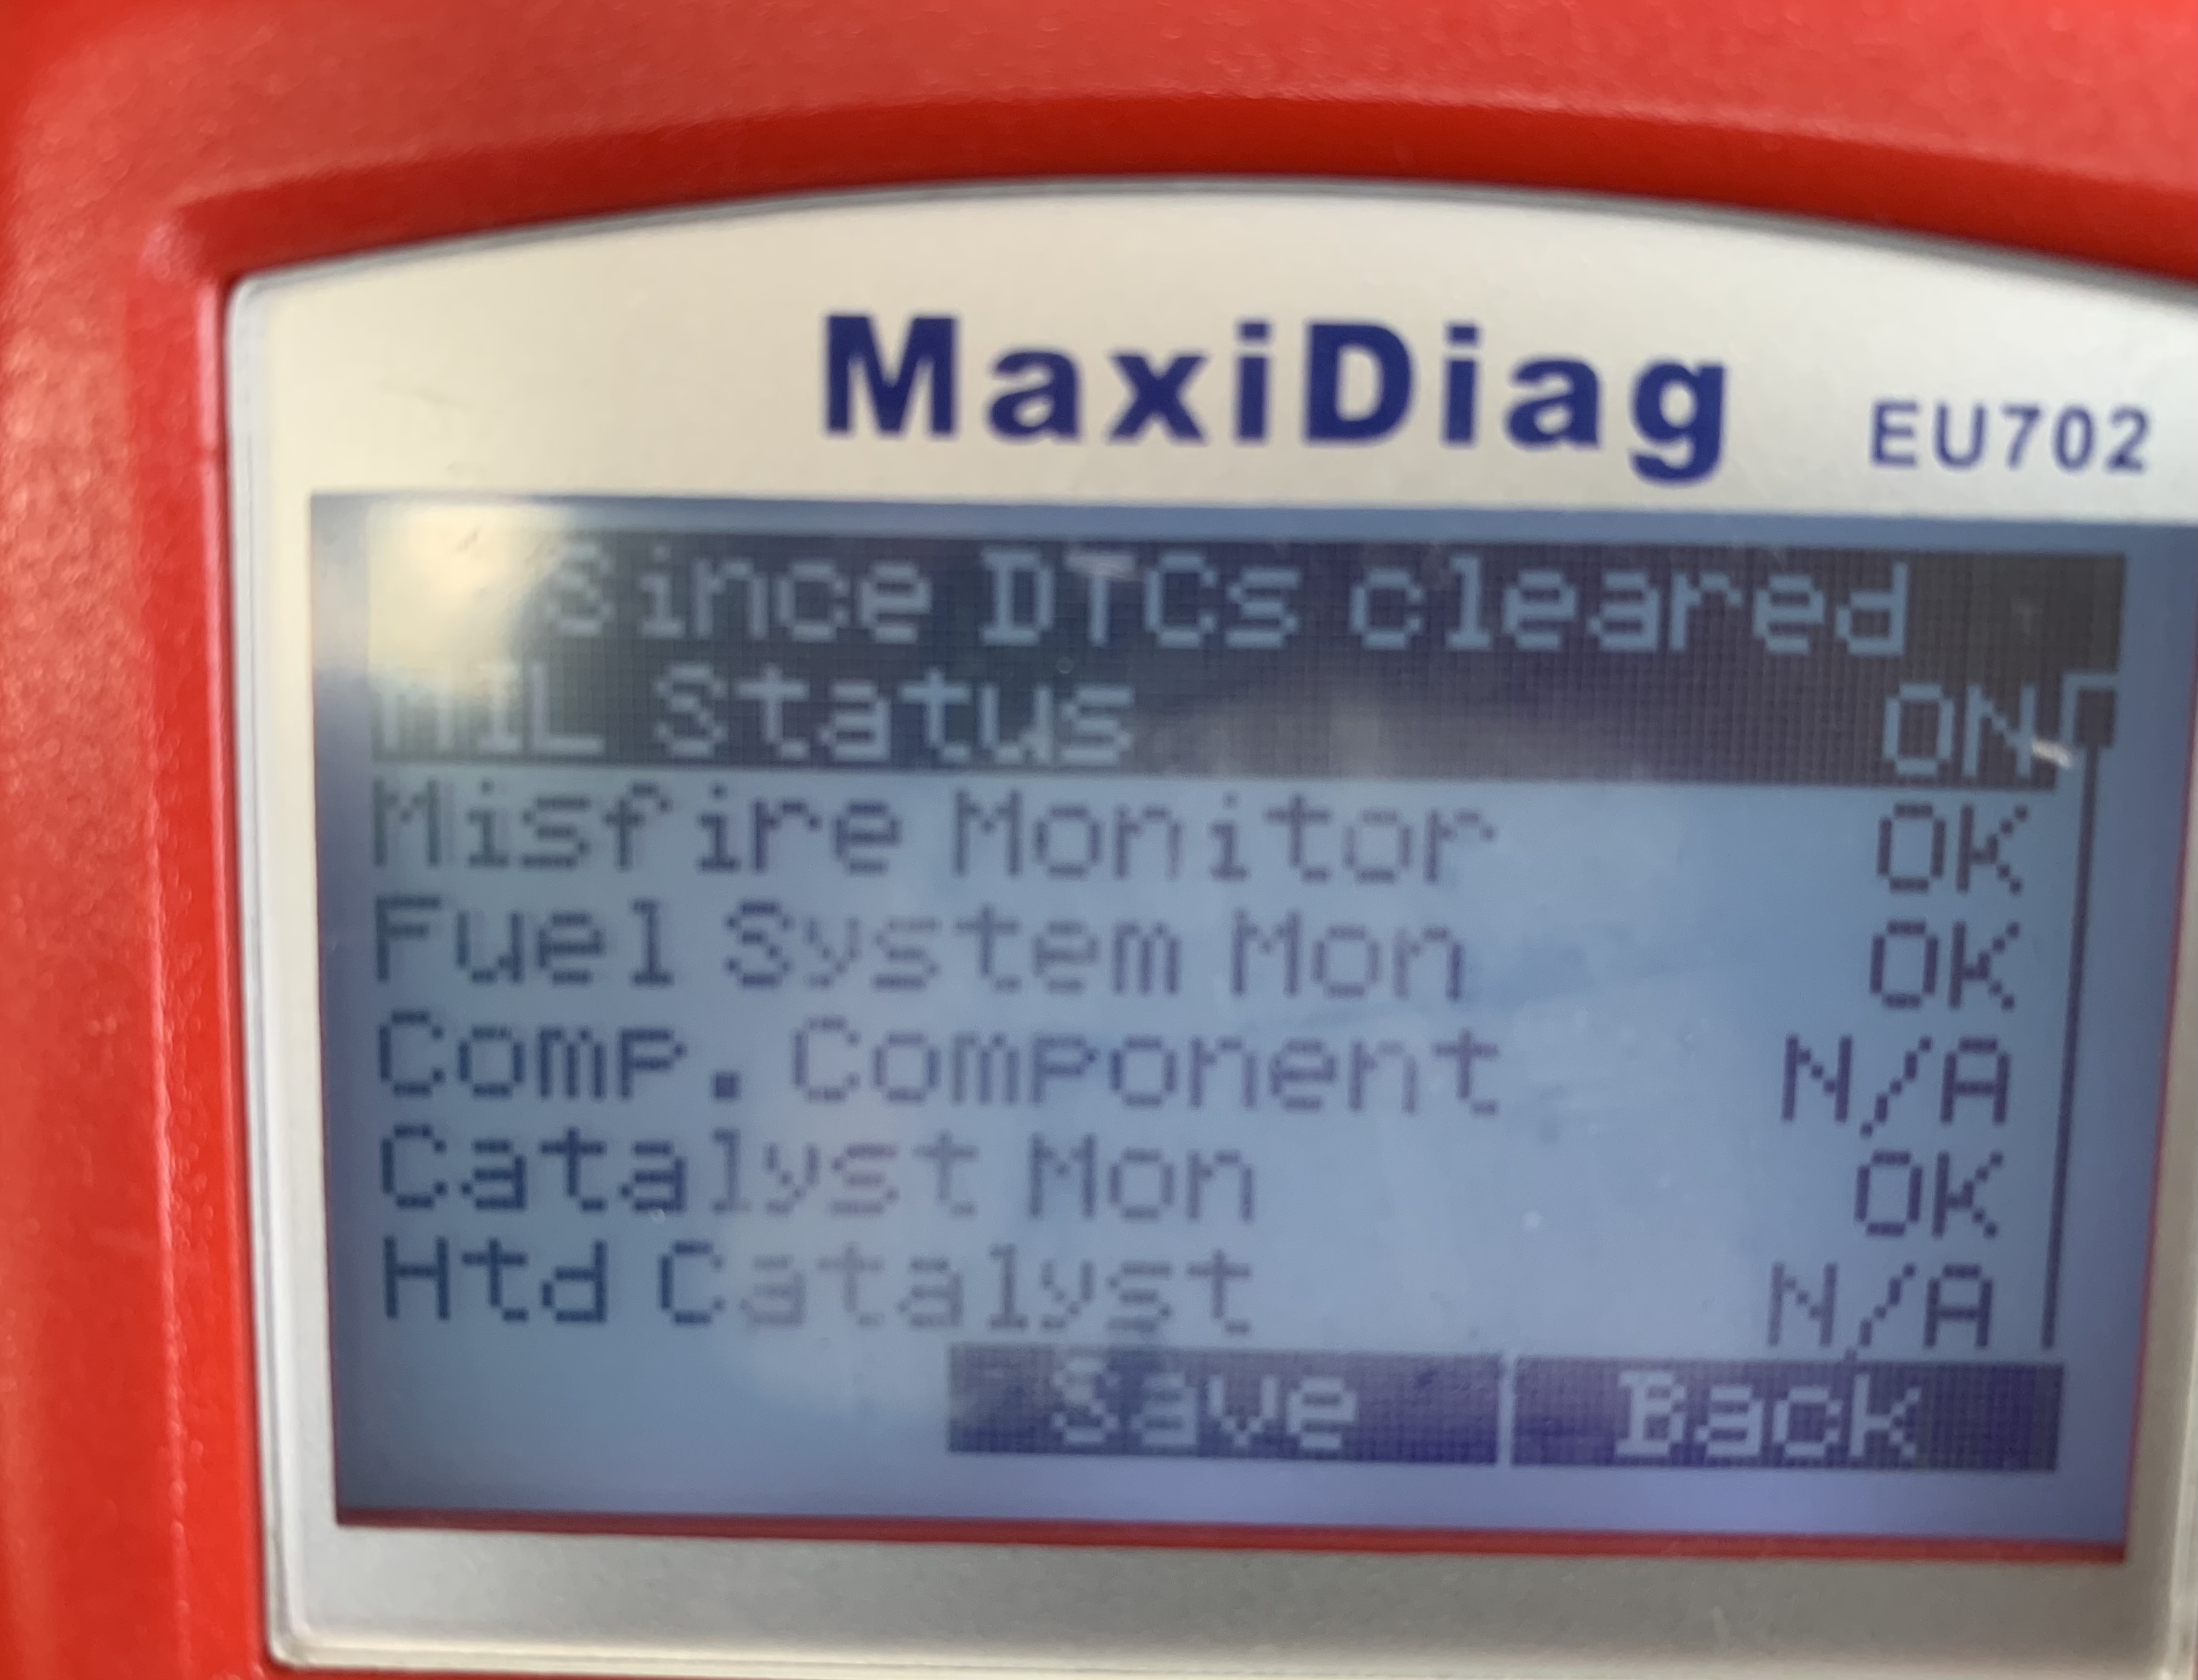 MaxiDiag EU702
Since DTCs cleared
MIL Status ON
Misfire Monitor OK
Fuel System Mon OK
Comp. Component N/A
Catalyst Mon OK
Htd Catalyst N/A
Save Back